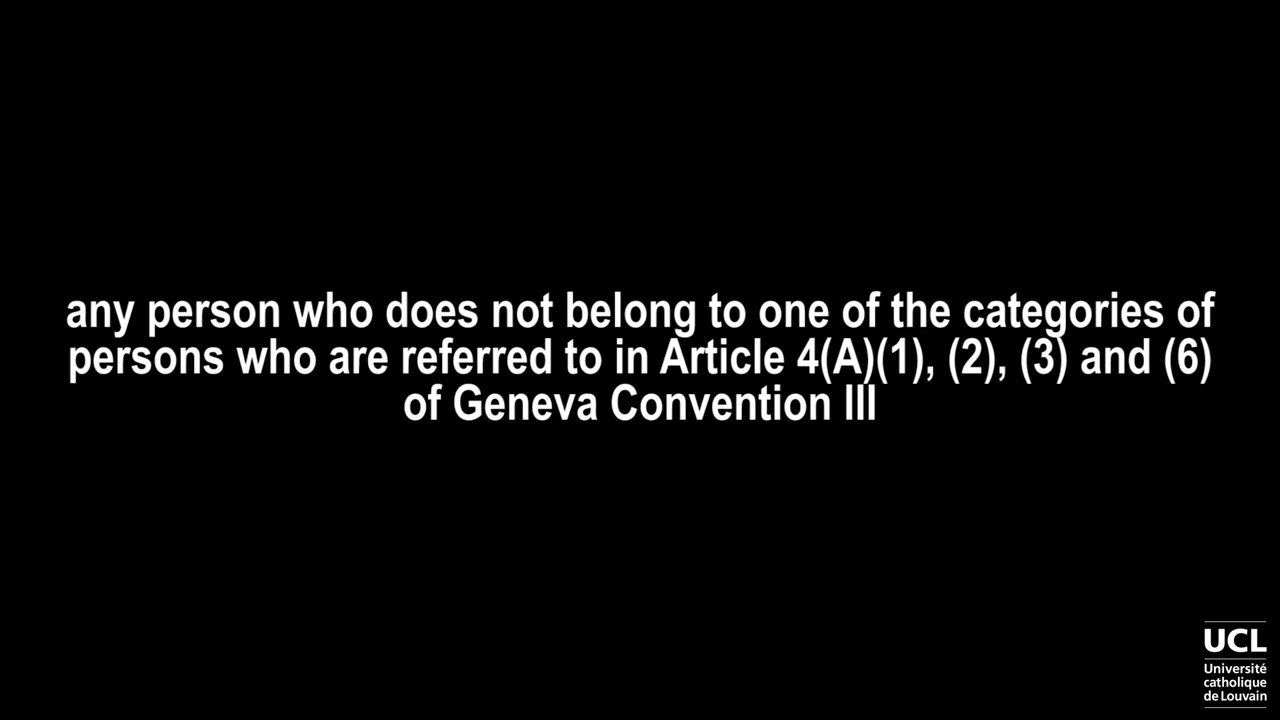 any person who does not belong to one of the categories of
persons who are referred to in Article 4(A)(1), (2), (3) and (6)
of Geneva Convention III
UCL
Université
catholique
de Louvain